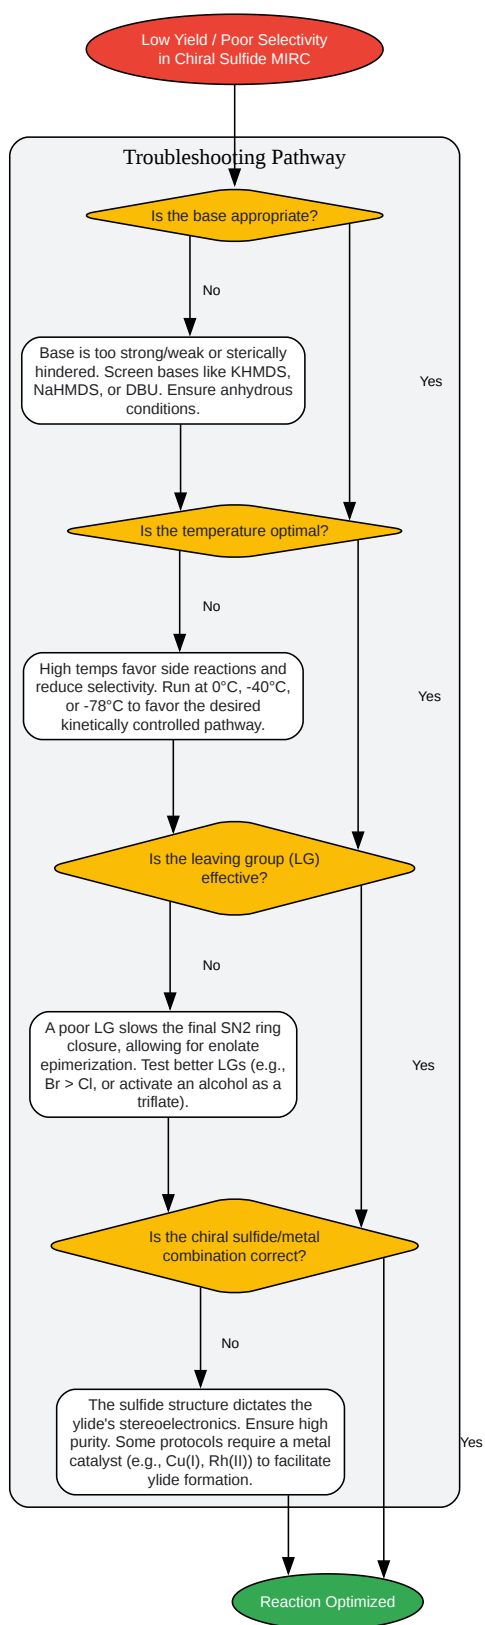 Low Yield / Poor Selectivity
in Chiral Sulfide MIRC
Troubleshooting Pathway
Is the base appropriate?
No
Base is too strong/weak or sterically
hindered. Screen bases like KHMDS,
NaHMDS, or DBU. Ensure anhydrous
conditions.
Yes
Is the temperature optimal?
No
High temps favor side reactions and
reduce selectivity. Run at 0°C, -40°C,
or -78°C to favor the desired
kinetically controlled pathway.
Yes
Is the leaving group (LG)
effective?
No
A poor LG slows the final SN2 ring
closure, allowing for enolate
epimerization. Test better LGs (e.g.,
Br > Cl, or activate an alcohol as a
triflate).
Yes
Is the chiral sulfide/metal
combination correct?
No
The sulfide structure dictates the
ylide's stereoelectronics. Ensure high
purity. Some protocols require a metal
catalyst (e.g., Cu(I), Rh(II)) to facilitate
ylide formation.
Yes
Reaction Optimized